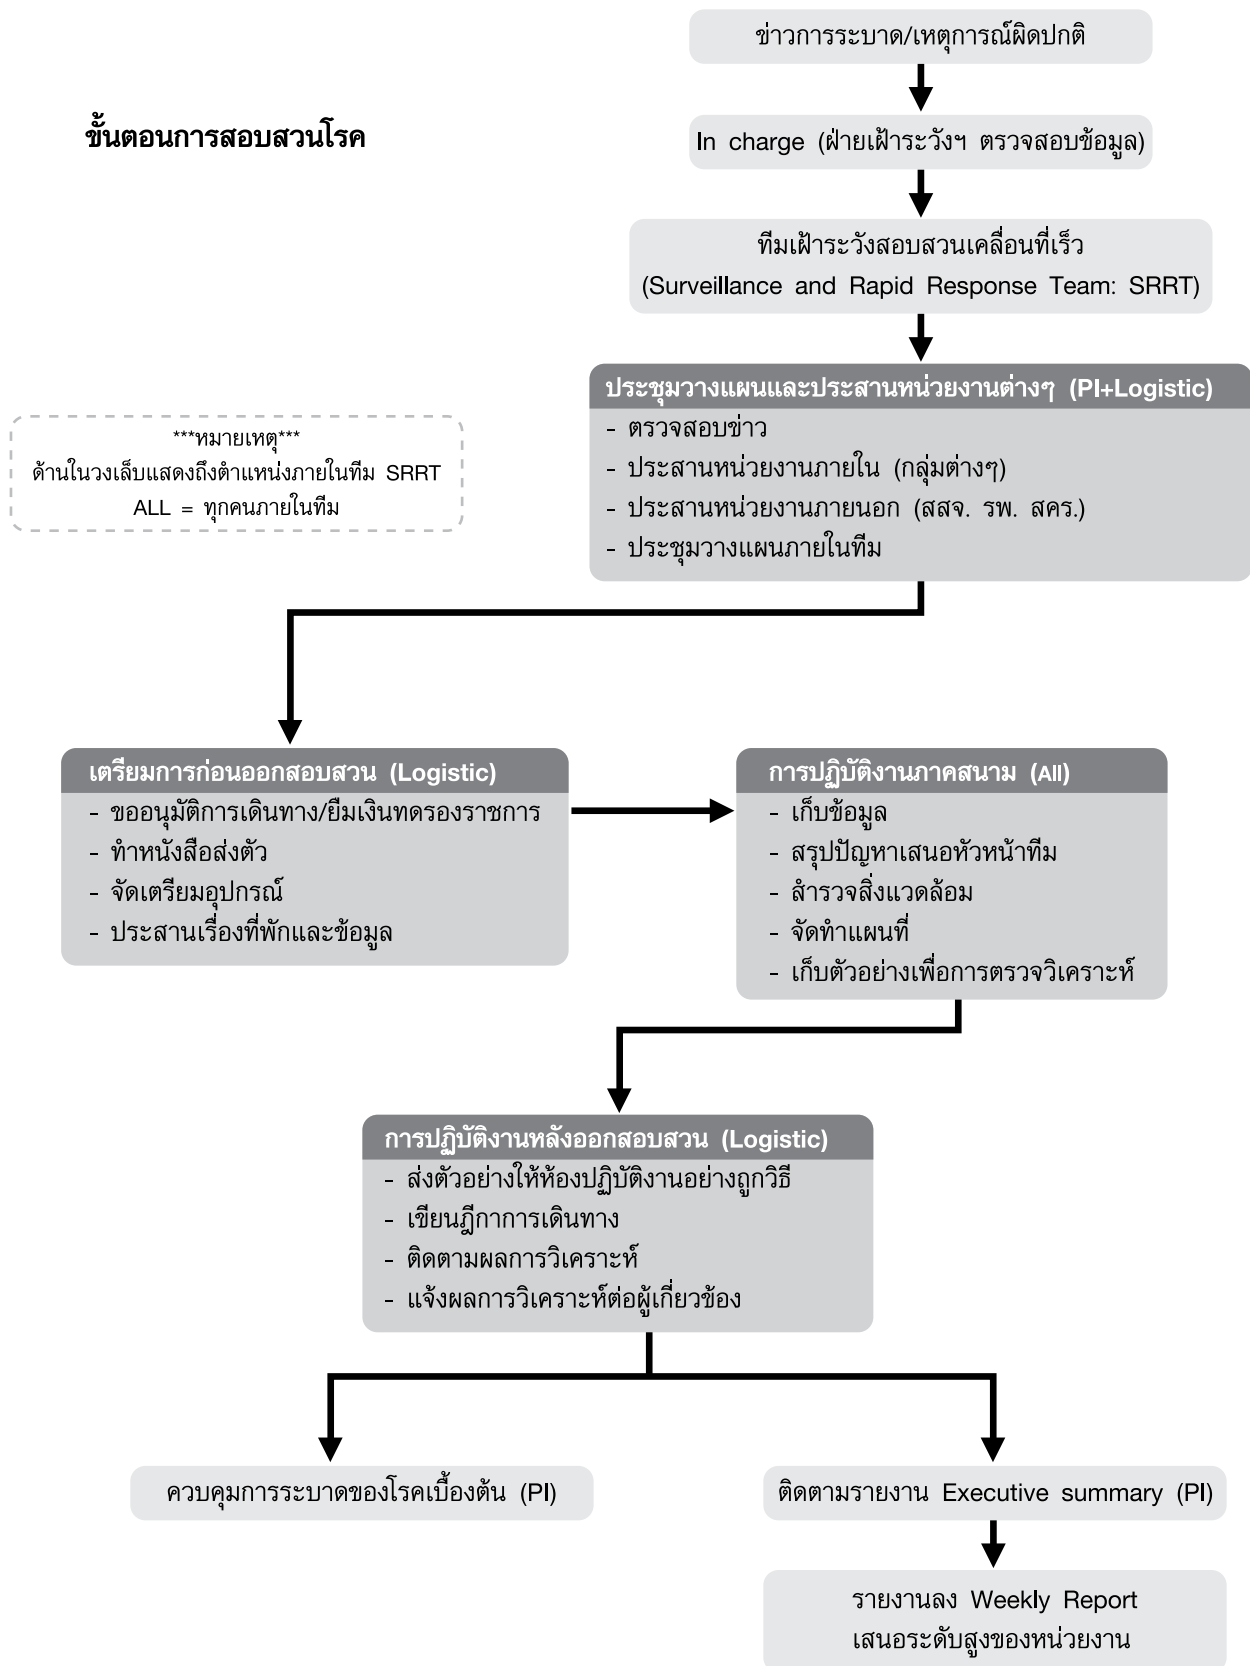 ข่าวการระบาด/เหตุการณ์ผิดปกติ
ขั้นตอนการสอบสวนโรค
In charge (ฝ่ายเฝ้าระวังฯ ตรวจสอบข้อมูล)
ทีมเฝ้าระวังสอบสวนเคลื่อนที่เร็ว
(Surveillance and Rapid Response Team: SRRT)
ประชุมวางแผนและประสานหน่วยงานต่างๆ (PI+Logistic)
- ตรวจสอบข่าว
- ประสานหน่วยงานภายใน (กลุ่มต่างๆ)
- ประสานหน่วยงานภายนอก (สสจ. รพ. สคร.)
- ประชุมวางแผนภายในทีม
***หมายเหตุ***
ด้านในวงเล็บแสดงถึงตำแหน่งภายในทีม SRRT
ALL = ทุกคนภายในทีม
เตรียมการก่อนออกสอบสวน (Logistic)
- ขออนุมัติการเดินทาง/ยืมเงินทดรองราชการ
- ทำหนังสือส่งตัว
- จัดเตรียมอุปกรณ์
- ประสานเรื่องที่พักและข้อมูล
การปฏิบัติงานภาคสนาม (All)
- เก็บข้อมูล
- สรุปปัญหาเสนอหัวหน้าทีม
- สำรวจสิ่งแวดล้อม
- จัดทำแผนที่
- เก็บตัวอย่างเพื่อการตรวจวิเคราะห์
การปฏิบัติงานหลังออกสอบสวน (Logistic)
- ส่งตัวอย่างให้ห้องปฏิบัติงานอย่างถูกวิธี
- เขียนฎีกาการเดินทาง
- ติดตามผลการวิเคราะห์
- แจ้งผลการวิเคราะห์ต่อผู้เกี่ยวข้อง
ควบคุมการระบาดของโรคเบื้องต้น (PI)
ติดตามรายงาน Executive summary (PI)
รายงานลง Weekly Report
เสนอระดับสูงของหน่วยงาน